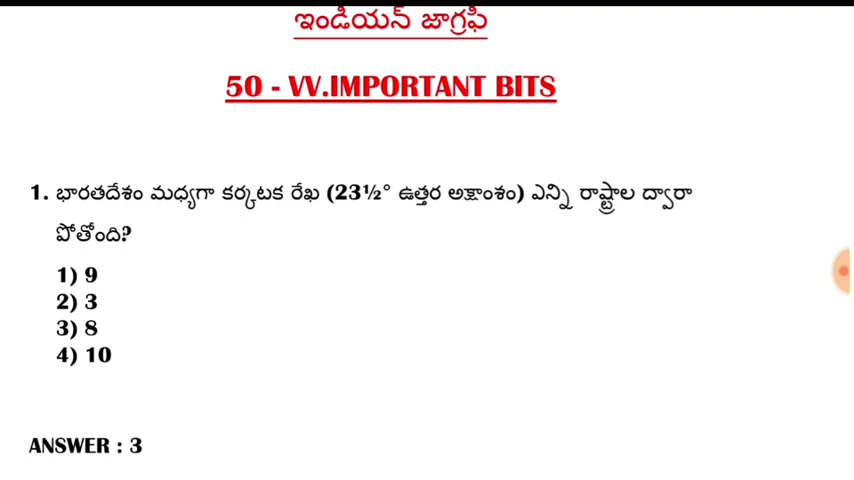 ఇండియన్ జాగ్రఫి
50 - VV.IMPORTANT BITS
1. భారతదేశం మధ్యగా కర్కటక రేఖ (23½° ఉత్తర అక్షాంశం) ఎన్ని రాష్ట్రాల ద్వారా
పోతోంది?
1) 9
2) 3
3) 8
4) 10
ANSWER : 3